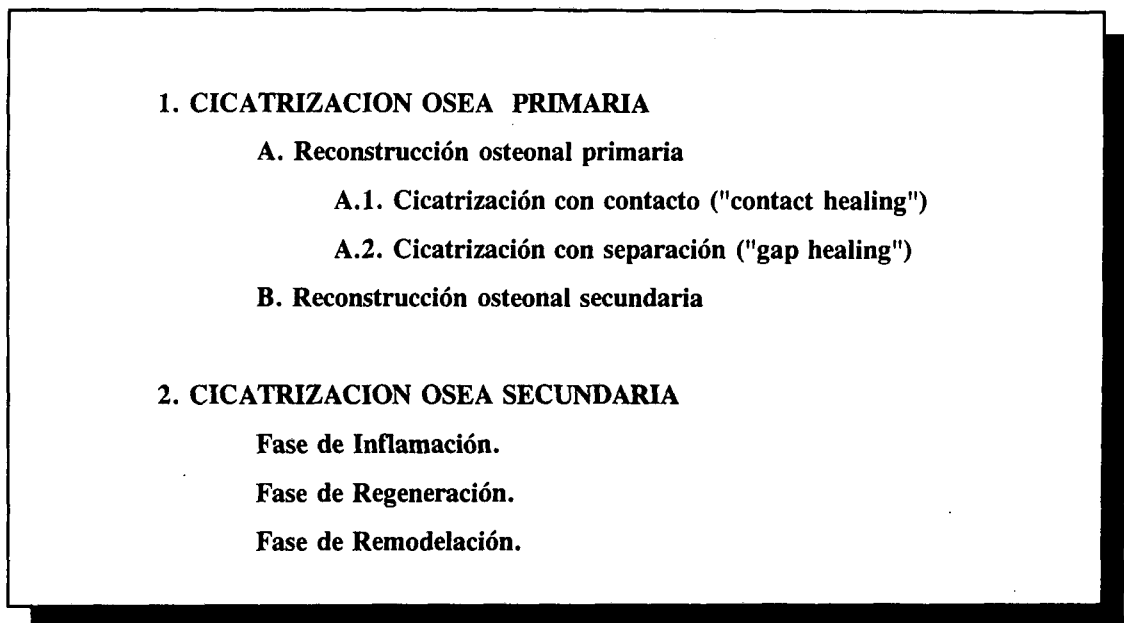 1. CICATRIZACION OSEA PRIMARIA
A. Reconstrucción osteonal primaria
A.1. Cicatrización con contacto ("contact healing")
A.2. Cicatrización con separación ("gap healing")
B. Reconstrucción osteonal secundaria
2. CICATRIZACION OSEA SECUNDARIA
Fase de Inflamación.
Fase de Regeneración.
Fase de Remodelación.